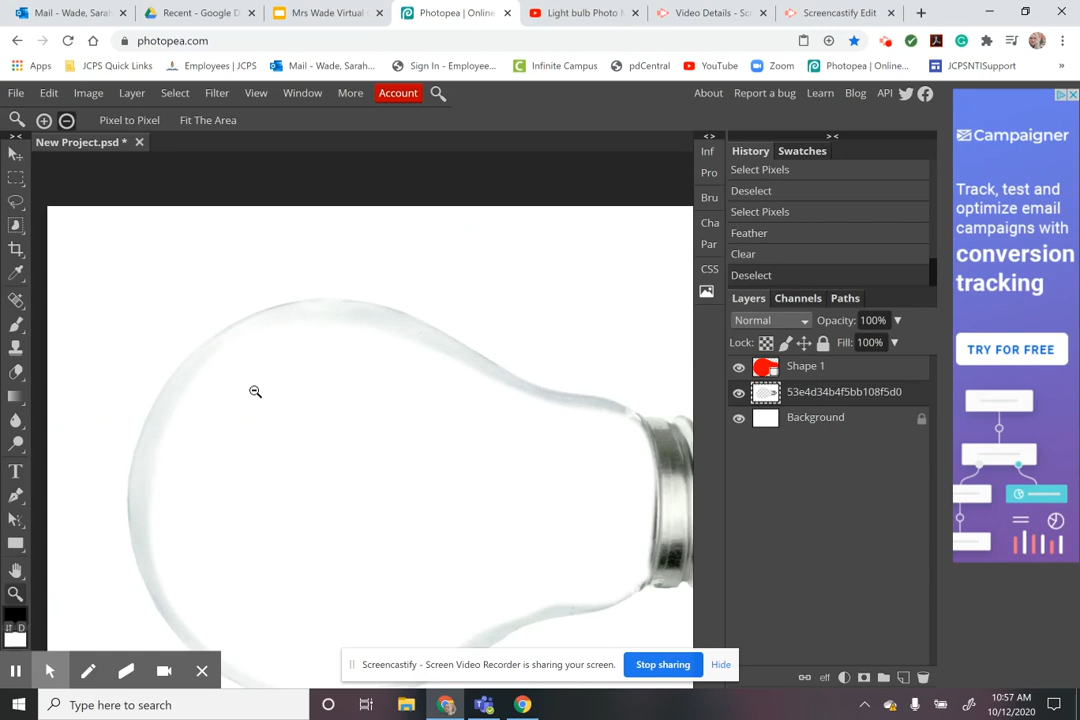 Mail - Wade, Sarah
Recent - Google D
Mrs Wade Virtual
Photopea | Online
Light bulb Photo M
Video Details - Sc
Screencastify Edit
photopea.com
Apps
JCPS Quick Links
Employees | JCPS
Mail - Wade, Sarah...
Sign In - Employee...
Infinite Campus
pdCentral
YouTube
Zoom
Photopea | Online...
JCPSNTISupport
»
File Edit Image Layer Select Filter View Window More Account
About Report a bug Learn Blog API
Pixel to Pixel Fit The Area
New Project.psd *
Inf
Pro
Bru
Cha
Par
CSS
History Swatches
Select Pixels
Deselect
Select Pixels
Feather
Clear
Deselect
Layers Channels Paths
Normal Opacity: 100%
Lock: Fill: 100%
Shape 1
53e4d34b4f5bb108f5d0
Background
eff
Campaigner
Track, test and
optimize email
campaigns with
conversion
tracking
TRY FOR FREE
T
D
Screencastify - Screen Video Recorder is sharing your screen. Stop sharing Hide
Type here to search
10:57 AM
10/12/2020